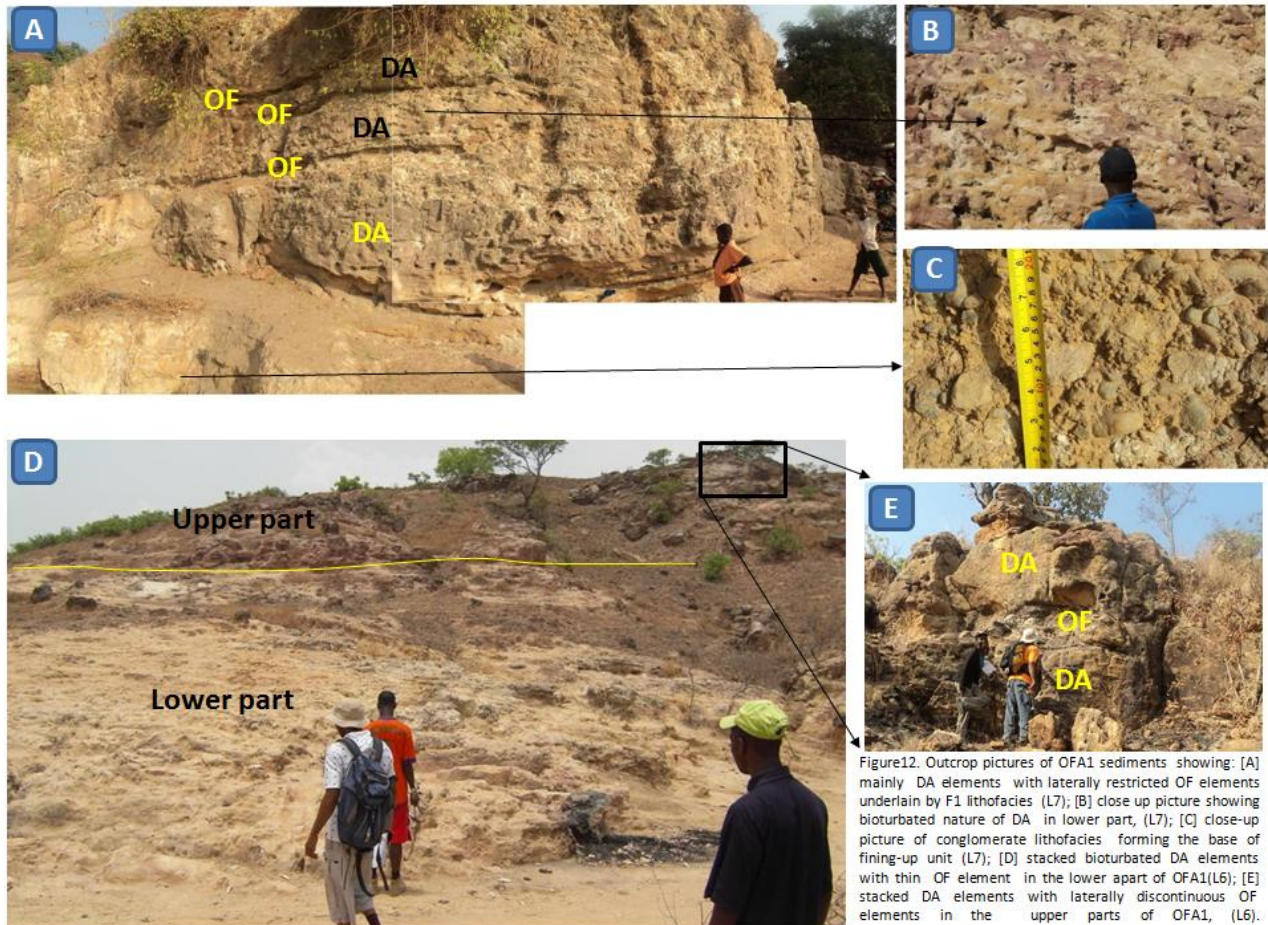 A
DA
OF
OF
DA
OF
DA
B
C
D
Upper part
Lower part
E
DA
OF
DA
Figure12. Outcrop pictures of OFA1 sediments showing: [A]
mainly DA elements with laterally restricted OF elements
underlain by F1 lithofacies (L7); [B] close up picture showing
bioturbated nature of DA in lower part, (L7); [C] close-up
picture of conglomerate lithofacies forming the base of
fining-up unit (L7); [D] stacked bioturbated DA elements
with thin OF element in the lower apart of OFA1(L6); [E]
stacked DA elements with laterally discontinuous OF
elements in the upper parts of OFA1, (L6).